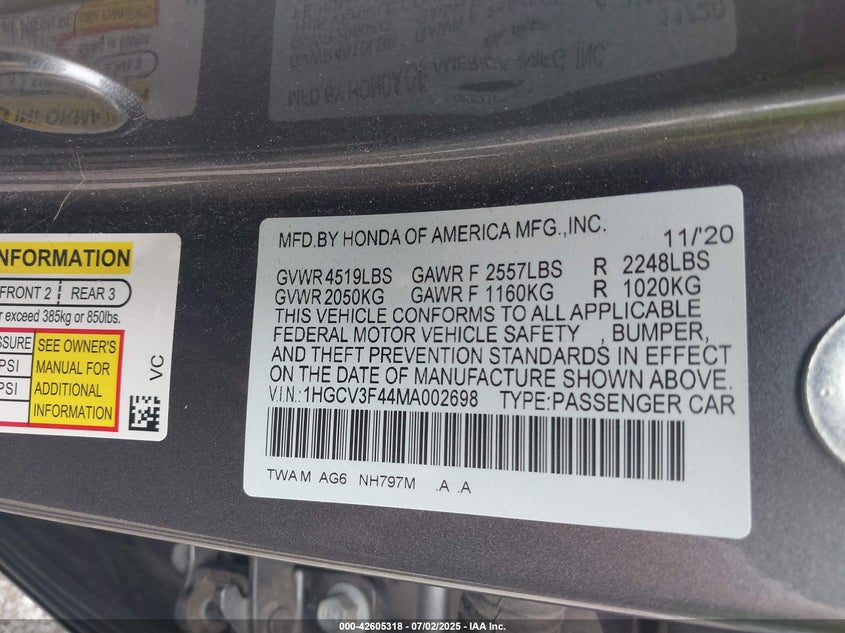 INFORMATION
FRONT 2 REAR 3
exceed 385kg or 850lbs.
SEE OWNER'S
MANUAL FOR
ADDITIONAL
INFORMATION
PSI
PSI
VC
MFD.BY HONDA OF AMERICA MFG.,INC. 11/'20
GVWR 4519LBS GAWR F 2557LBS R 2248LBS
GVWR 2050KG GAWR F 1160KG R 1020KG
THIS VEHICLE CONFORMS TO ALL APPLICABLE
FEDERAL MOTOR VEHICLE SAFETY , BUMPER,
AND THEFT PREVENTION STANDARDS IN EFFECT
ON THE DATE OF MANUFACTURE SHOWN ABOVE.
V.I.N.:1HGCV3F44MA002698 TYPE:PASSENGER CAR
TWA M AG6 NH797M .A .A
000-42605318 - 07/02/2025 - IAA Inc.